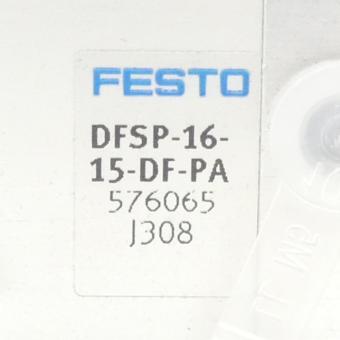 FESTO
DFSP-16-
15-DF-PA
576065
J308